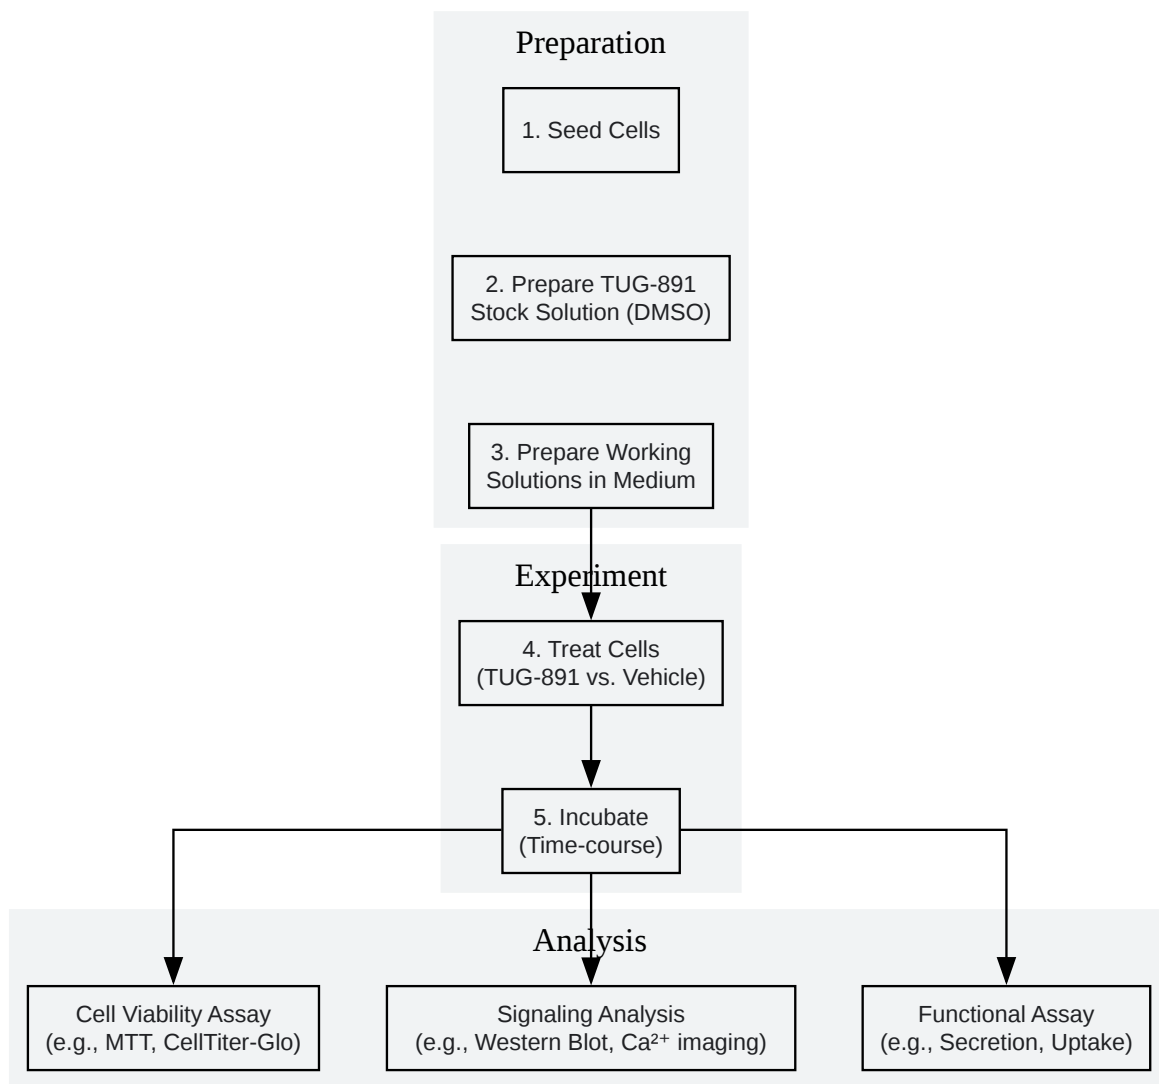 Preparation
1. Seed Cells
2. Prepare TUG-891
Stock Solution (DMSO)
3. Prepare Working
Solutions in Medium
Experiment
4. Treat Cells
(TUG-891 vs. Vehicle)
5. Incubate
(Time-course)
Analysis
Cell Viability Assay
(e.g., MTT, CellTiter-Glo)
Signaling Analysis
(e.g., Western Blot, Ca²⁺ imaging)
Functional Assay
(e.g., Secretion, Uptake)